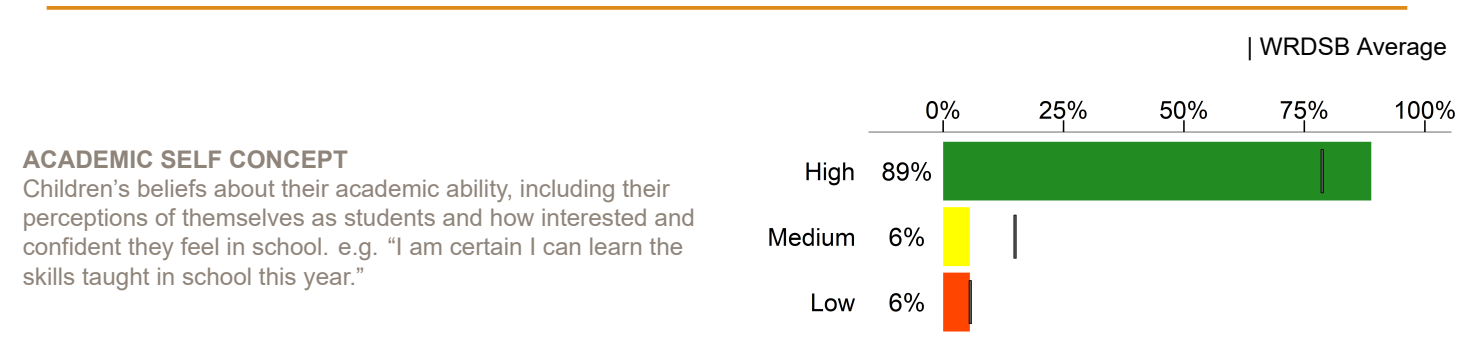 | WRDSB Average
0% 25% 50% 75% 100%
ACADEMIC SELF CONCEPT
Children’s beliefs about their academic ability, including their
perceptions of themselves as students and how interested and
confident they feel in school. e.g. “I am certain I can learn the
skills taught in school this year.”
High 89%
Medium 6%
Low 6%